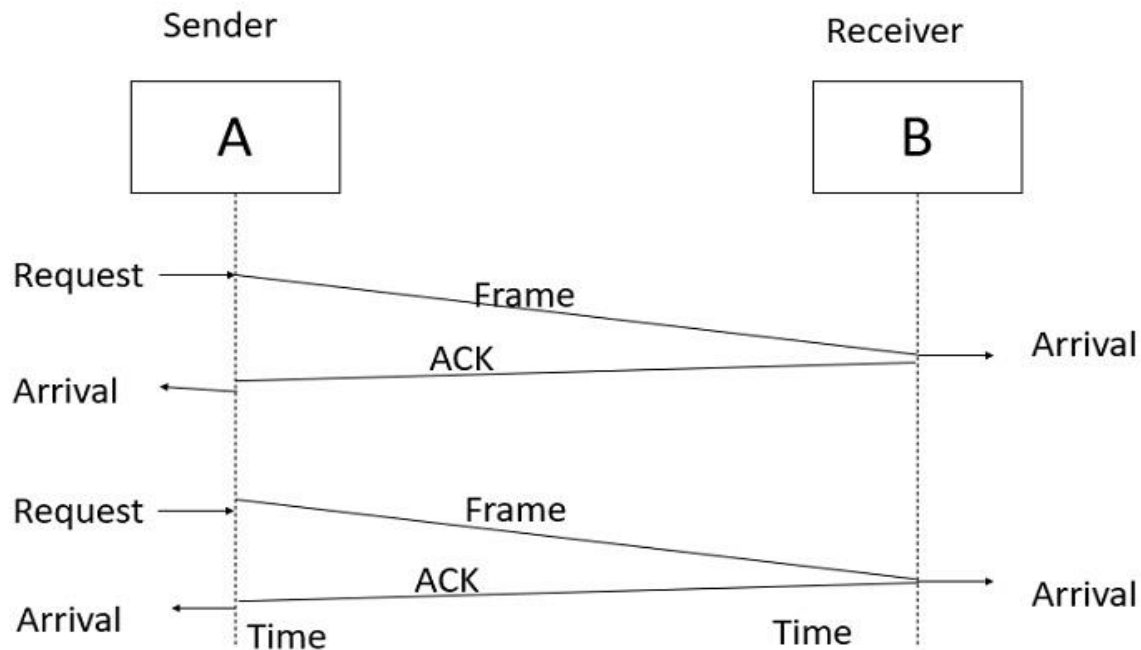 Sender
Receiver
A
B
Request
Frame
Arrival
ACK
Arrival
Request
Frame
ACK
Arrival
Arrival
Time
Time